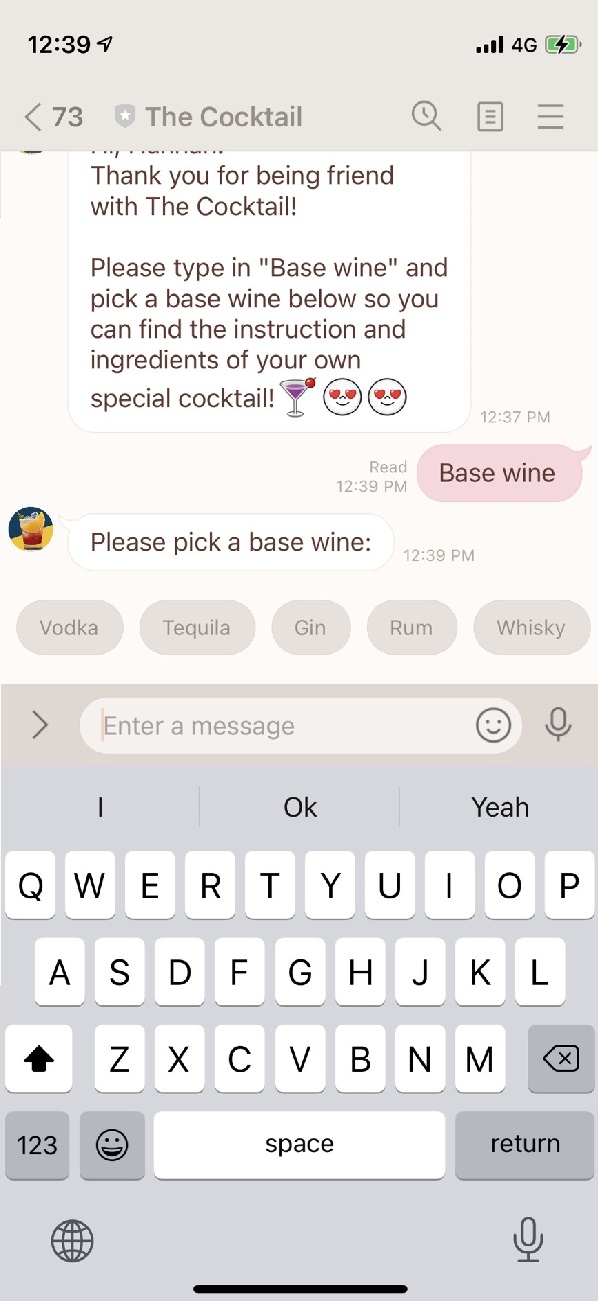 12:39
4G
73
The Cocktail
Thank you for being friend
with The Cocktail!
Please type in "Base wine" and
pick a base wine below so you
can find the instruction and
ingredients of your own
special cocktail!
12:37 PM
Read
12:39 PM
Base wine
Please pick a base wine:
12:39 PM
Vodka
Tequila
Gin
Rum
Whisky
Enter a message
I
Ok
Yeah
Q W E R T Y U I O P
A S D F G H J K L
Z X C V B N M
123
space
return